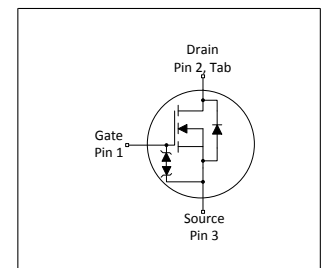 Drain
Pin 2, Tab
Gate
Pin 1
Source
Pin 3